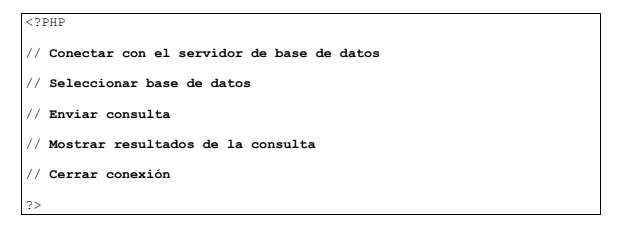 <?PHP
// Conectar con el servidor de base de datos
// Seleccionar base de datos
// Enviar consulta
// Mostrar resultados de la consulta
// Cerrar conexión
?>